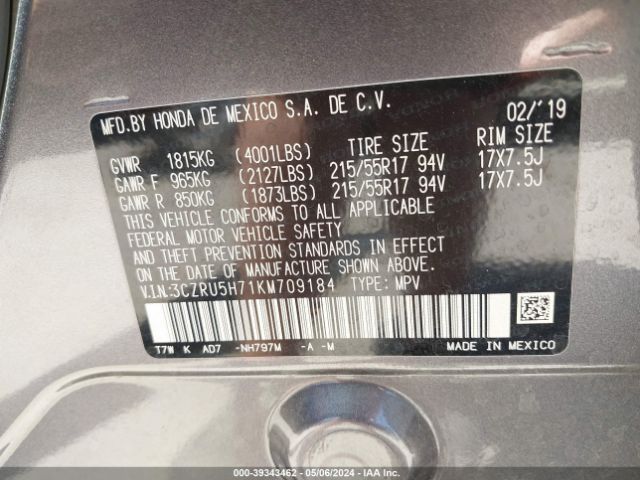 MFD.BY HONDA DE MEXICO S.A. DE C.V. 02/'19
TIRE SIZE RIM SIZE
GVWR 1815KG (4001LBS)
GAWR F 965KG (2127LBS) 215/55R17 94V 17X7.5J
GAWR R 850KG (1873LBS) 215/55R17 94V 17X7.5J
THIS VEHICLE CONFORMS TO ALL APPLICABLE
FEDERAL MOTOR VEHICLE SAFETY
AND THEFT PREVENTION STANDARDS IN EFFECT
ON THE DATE OF MANUFACTURE SHOWN ABOVE.
V.I.N.:3CZRU5H71KM709184 TYPE: MPV
T7W K AD7 -NH797M -A -M MADE IN MEXICO
000-39343462 - 05/06/2024 - IAA Inc.